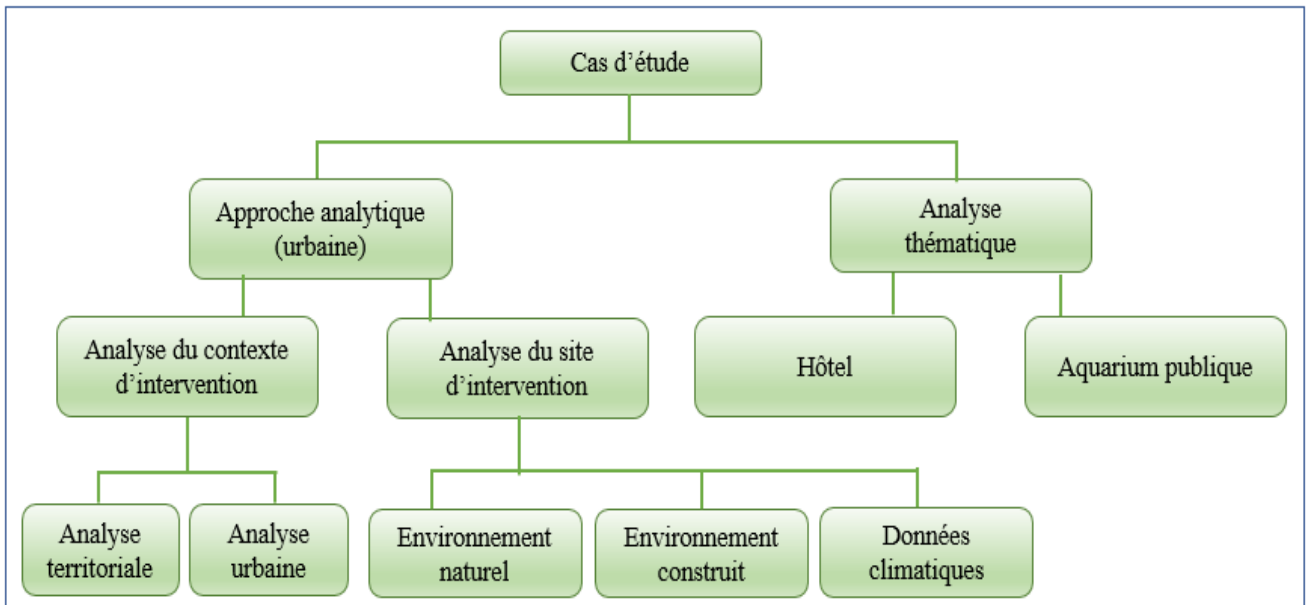 Cas d’étude
Approche analytique
(urbaine)
Analyse
thématique
Analyse du contexte
d’intervention
Analyse du site
d’intervention
Hôtel
Aquarium publique
Analyse
territoriale
Analyse
urbaine
Environnement
naturel
Environnement
construit
Données
climatiques